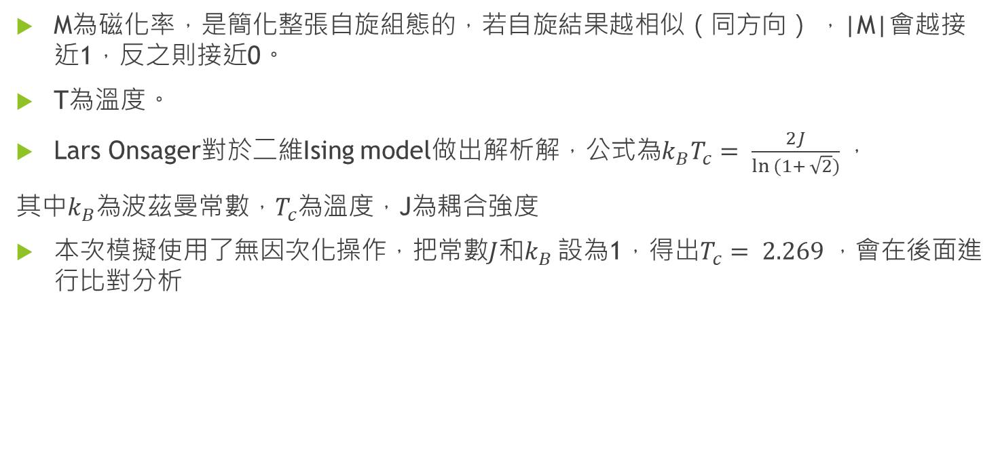 M為磁化率，是簡化整張自旋組態的，若自旋結果越相似（同方向），|M|會越接
近1，反之則接近0。
T為溫度。
Lars Onsager對於二維Ising model做出解析解，公式為$k_B T_c = \frac{2J}{\ln(1+\sqrt{2})}$，
其中$k_B$為波茲曼常數，$T_c$為溫度，J為耦合強度
本次模擬使用了無因次化操作，把常數$J$和$k_B$ 設為1，得出$T_c = 2.269$ ，會在後面進
行比對分析